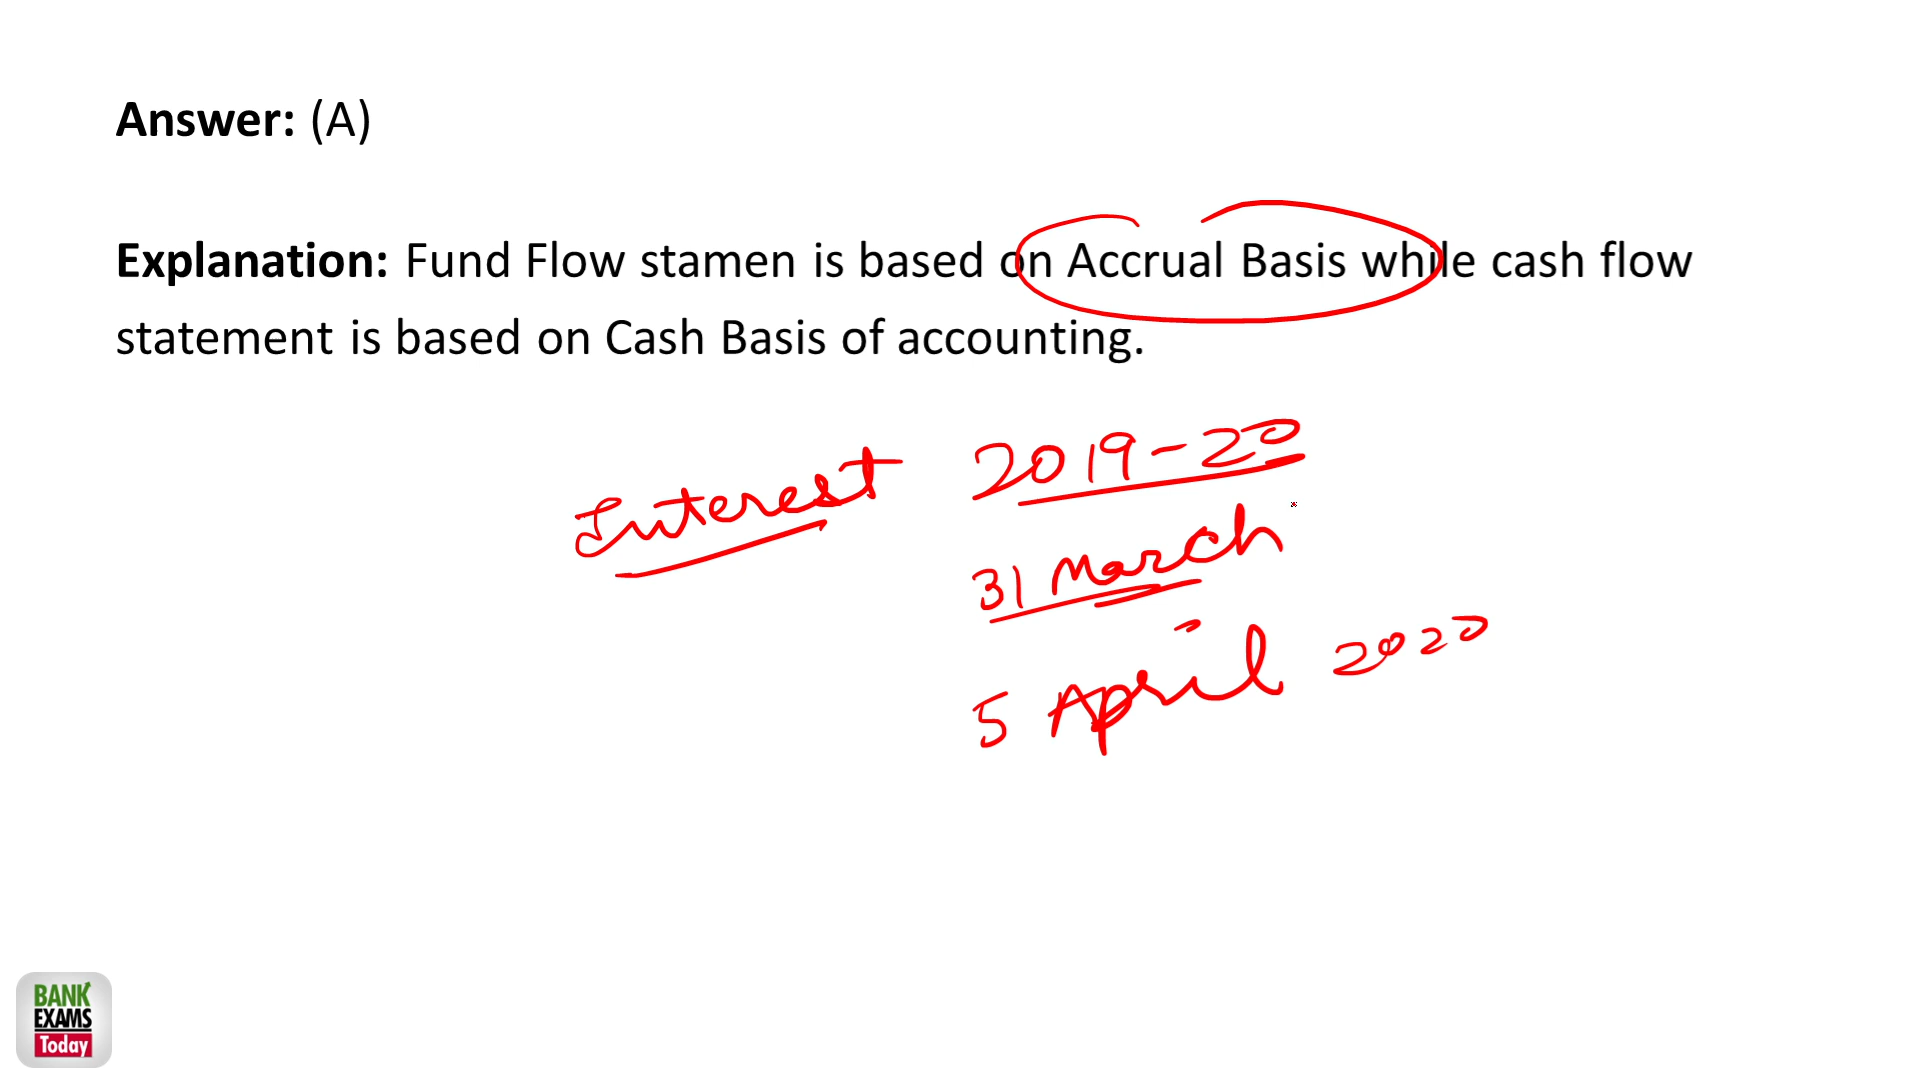 Answer: (A)
Explanation: Fund Flow stamen is based on Accrual Basis while cash flow
statement is based on Cash Basis of accounting.
Interest 2019-20
31 March
5 April 2020
BANK
EXAMS
Today